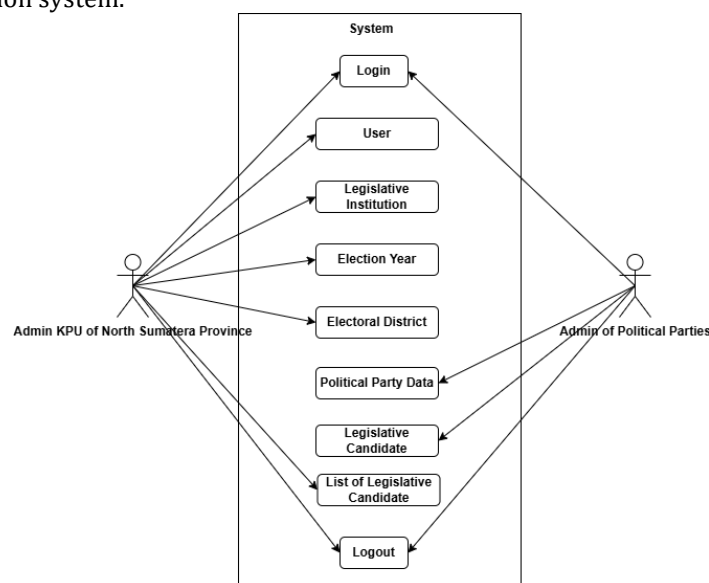 ion system.
System
Login
User
Legislative
Institution
Election Year
Admin KPU of North Sumatera Province
Electoral District
Admin of Political Parties
Political Party Data
Legislative
Candidate
List of Legislative
Candidate
Logout